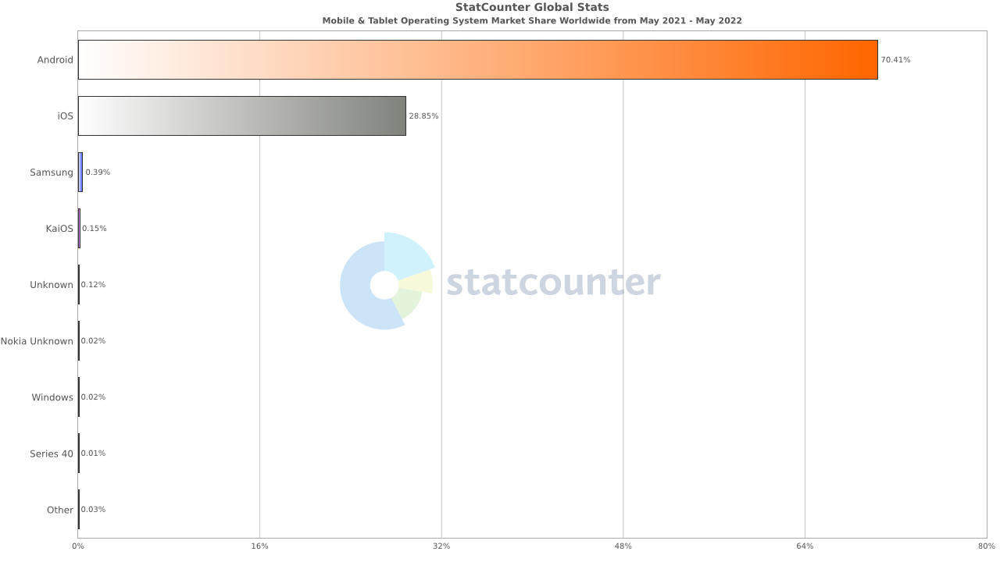 StatCounter Global Stats
Mobile & Tablet Operating System Market Share Worldwide from May 2021 - May 2022
Android 70.41%
iOS 28.85%
Samsung 0.39%
KaiOS 0.15%
statcounter
Unknown 0.12%
Nokia Unknown 0.02%
Windows 0.02%
Series 40 0.01%
Other 0.03%
0% 16% 32% 48% 64% 80%